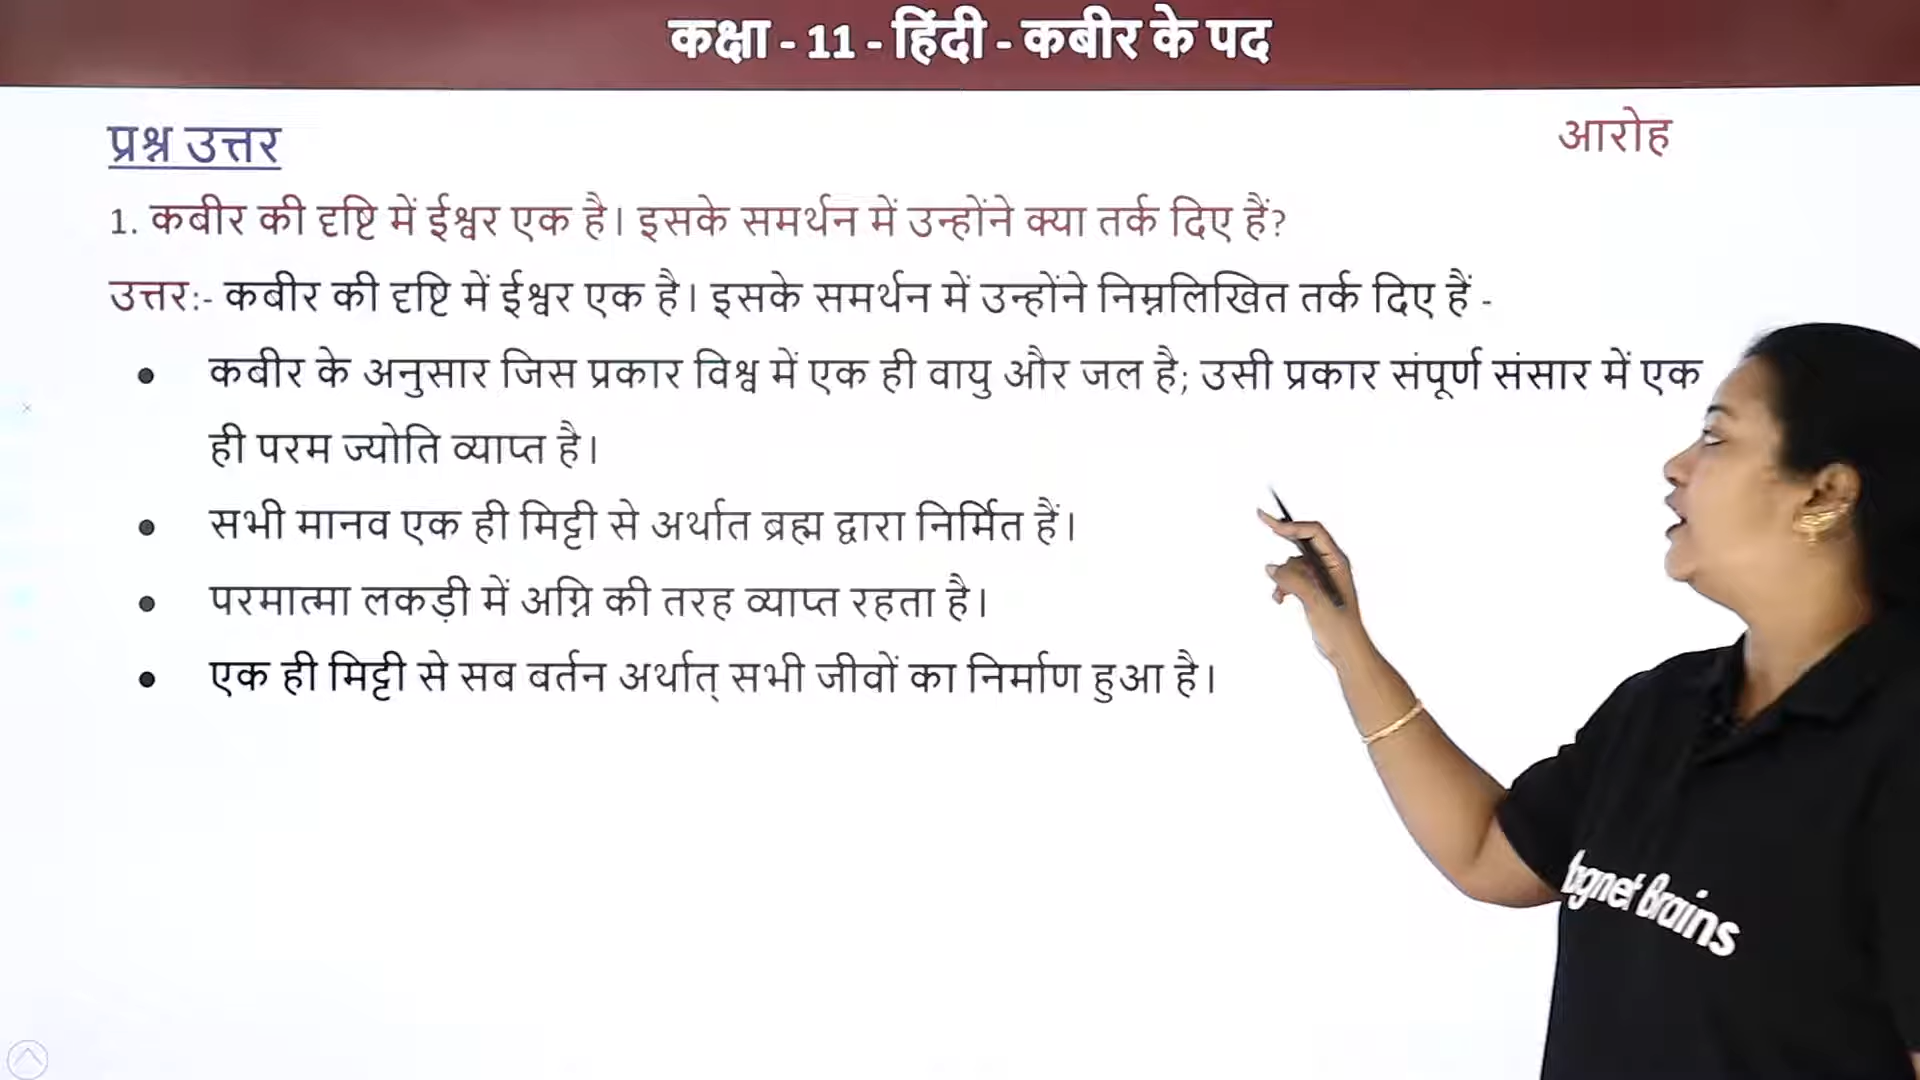 कक्षा - 11 - हिंदी - कबीर के पद
प्रश्न उत्तर
आरोह
1. कबीर की दृष्टि में ईश्वर एक है। इसके समर्थन में उन्होंने क्या तर्क दिए हैं?
उत्तर:- कबीर की दृष्टि में ईश्वर एक है। इसके समर्थन में उन्होंने निम्नलिखित तर्क दिए हैं -
● कबीर के अनुसार जिस प्रकार विश्व में एक ही वायु और जल है; उसी प्रकार संपूर्ण संसार में एक
ही परम ज्योति व्याप्त है।
● सभी मानव एक ही मिट्टी से अर्थात ब्रह्म द्वारा निर्मित हैं।
● परमात्मा लकड़ी में अग्नि की तरह व्याप्त रहता है।
● एक ही मिट्टी से सब बर्तन अर्थात् सभी जीवों का निर्माण हुआ है।
Brains